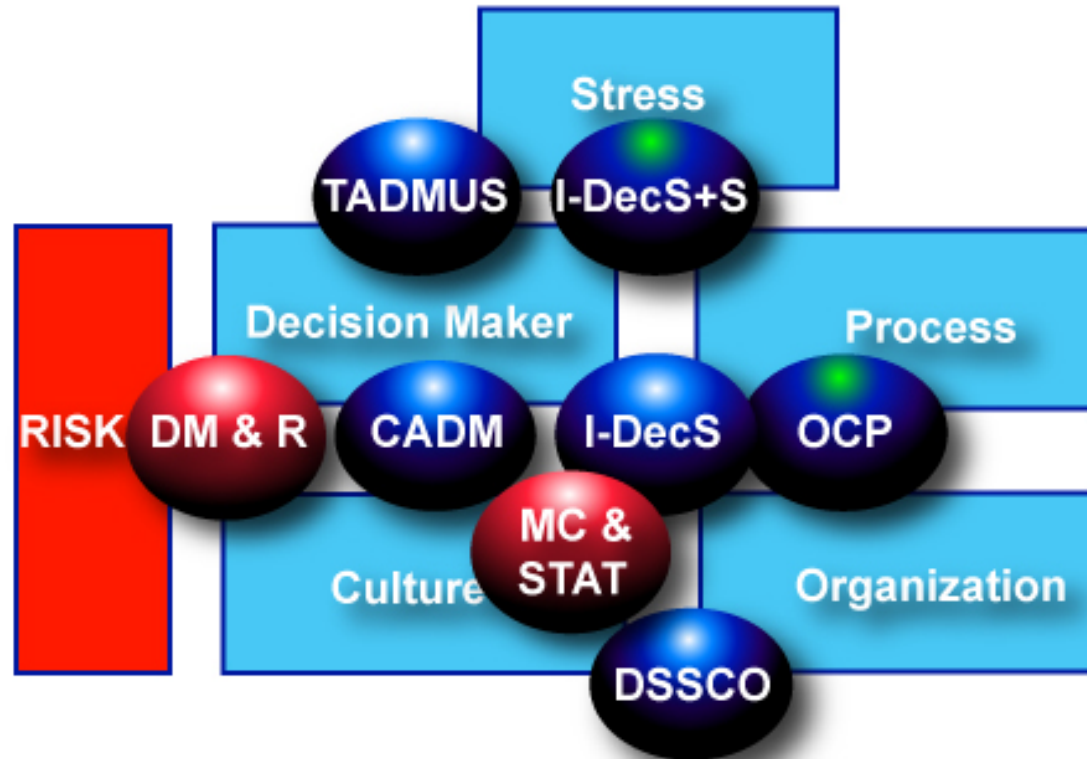 Stress
TADMUS
I-DecS+S
Decision Maker
Process
RISK
DM & R
CADM
I-DecS
OCP
MC &
STAT
Culture
Organization
DSSCO